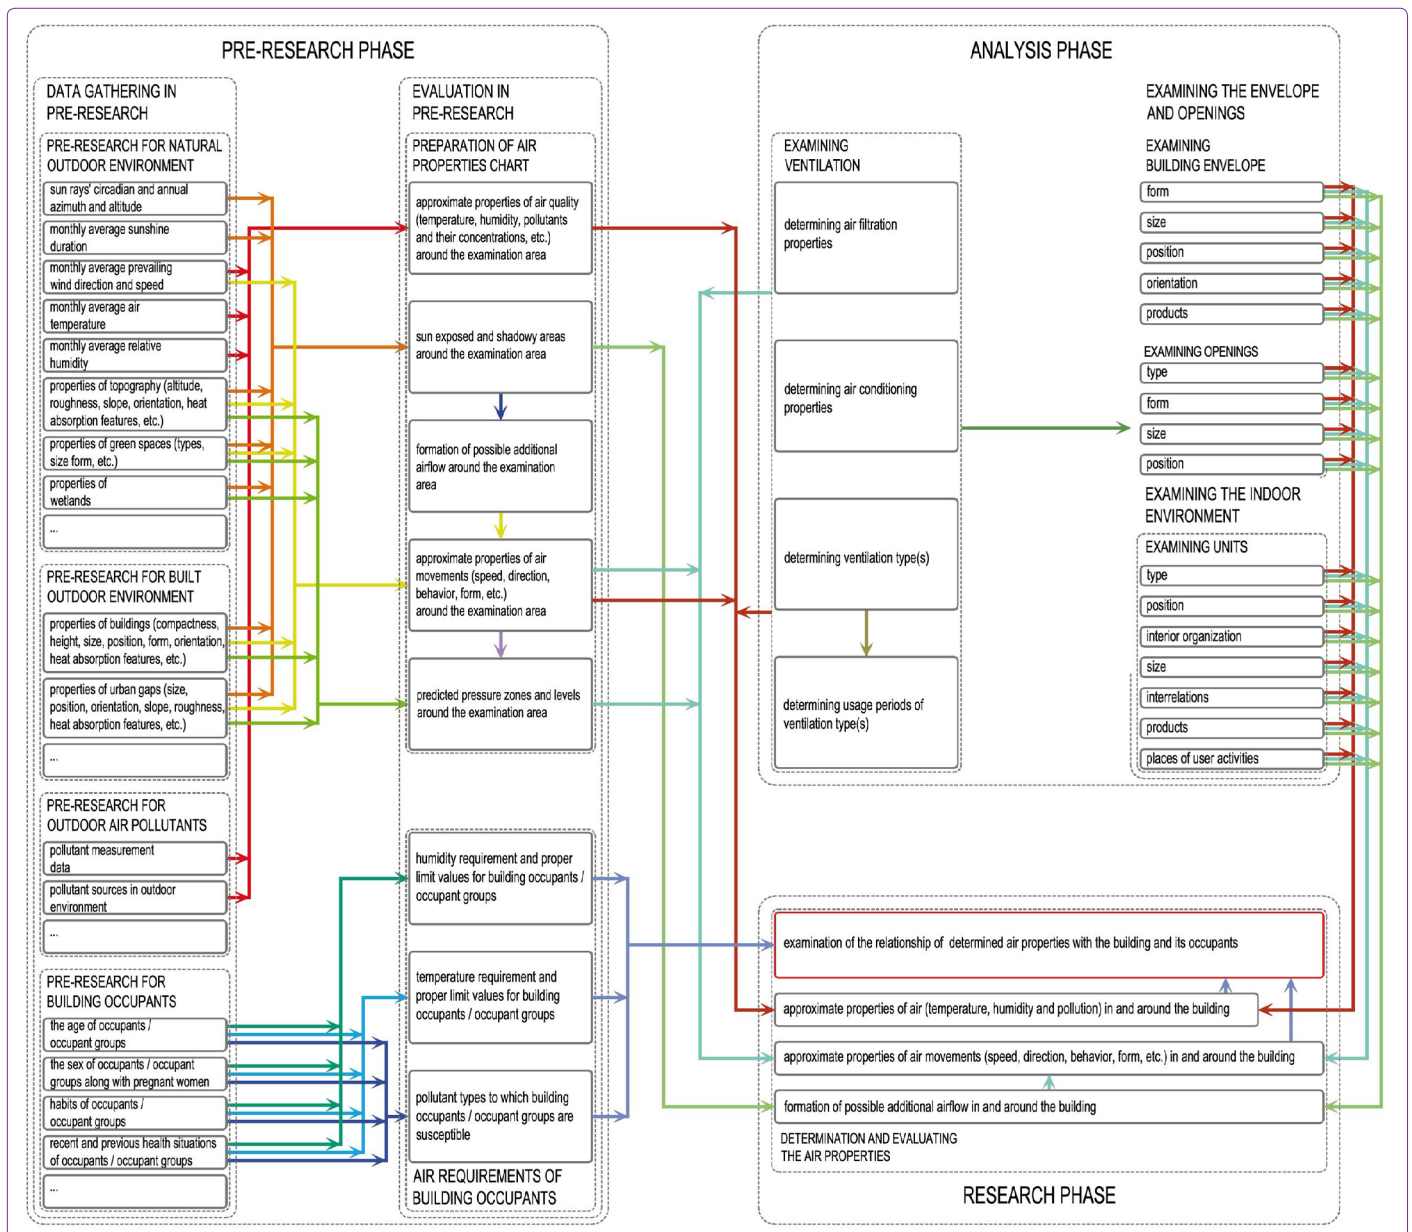 PRE-RESEARCH PHASE
DATA GATHERING IN
PRE-RESEARCH
PRE-RESEARCH FOR NATURAL
OUTDOOR ENVIRONMENT
sun rays' circadian and annual
azimuth and altitude
monthly average sunshine
duration
monthly average prevailing
wind direction and speed
monthly average air
temperature
monthly average relative
humidity
properties of topography (altitude,
roughness, slope, orientation, heat
absorption features, etc.)
properties of green spaces (types,
size form, etc.)
properties of
wetlands
...
PRE-RESEARCH FOR BUILT
OUTDOOR ENVIRONMENT
properties of buildings (compactness,
height, size, position, form, orientation,
heat absorption features, etc.)
properties of urban gaps (size,
position, orientation, slope, roughness,
heat absorption features, etc.)
...
PRE-RESEARCH FOR
OUTDOOR AIR POLLUTANTS
pollutant measurement
data
pollutant sources in outdoor
environment
...
PRE-RESEARCH FOR
BUILDING OCCUPANTS
the age of occupants /
occupant groups
the sex of occupants / occupant
groups along with pregnant women
habits of occupants /
occupant groups
recent and previous health situations
of occupants / occupant groups
...
EVALUATION IN
PRE-RESEARCH
PREPARATION OF AIR
PROPERTIES CHART
approximate properties of air quality
(temperature, humidity, pollutants
and their concentrations, etc.)
around the examination area
sun exposed and shadowy areas
around the examination area
formation of possible additional
airflow around the examination
area
approximate properties of air
movements (speed, direction,
behavior, form, etc.)
around the examination area
predicted pressure zones and levels
around the examination area
humidity requirement and proper
limit values for building occupants /
occupant groups
temperature requirement and
proper limit values for building
occupants / occupant groups
pollutant types to which building
occupants / occupant groups are
susceptible
AIR REQUIREMENTS OF
BUILDING OCCUPANTS
ANALYSIS PHASE
EXAMINING
VENTILATION
determining air filtration
properties
determining air conditioning
properties
determining ventilation type(s)
determining usage periods of
ventilation type(s)
EXAMINING THE ENVELOPE
AND OPENINGS
EXAMINING
BUILDING ENVELOPE
form
size
position
orientation
products
EXAMINING OPENINGS
type
form
size
position
EXAMINING THE INDOOR
ENVIRONMENT
EXAMINING UNITS
type
position
interior organization
size
interrelations
products
places of user activities
examination of the relationship of determined air properties with the building and its occupants
approximate properties of air (temperature, humidity and pollution) in and around the building
approximate properties of air movements (speed, direction, behavior, form, etc.) in and around the building
formation of possible additional airflow in and around the building
DETERMINATION AND EVALUATING
THE AIR PROPERTIES
RESEARCH PHASE